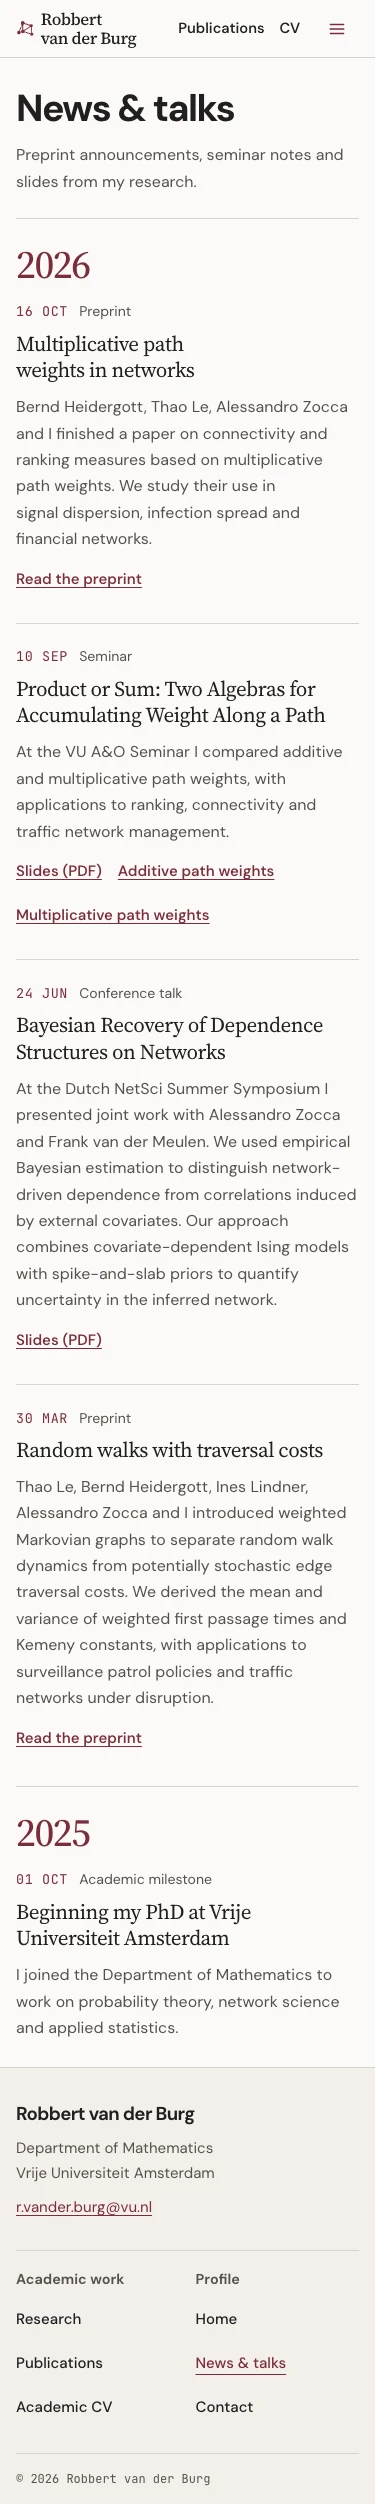 Robbert
van der Burg
Publications CV
News & talks
Preprint announcements, seminar notes and
slides from my research.
2026
16 OCT Preprint
Multiplicative path
weights in networks
Bernd Heidergott, Thao Le, Alessandro Zocca
and I finished a paper on connectivity and
ranking measures based on multiplicative
path weights. We study their use in
signal dispersion, infection spread and
financial networks.
Read the preprint
10 SEP Seminar
Product or Sum: Two Algebras for
Accumulating Weight Along a Path
At the VU A&O Seminar I compared additive
and multiplicative path weights, with
applications to ranking, connectivity and
traffic network management.
Slides (PDF) Additive path weights
Multiplicative path weights
24 JUN Conference talk
Bayesian Recovery of Dependence
Structures on Networks
At the Dutch NetSci Summer Symposium I
presented joint work with Alessandro Zocca
and Frank van der Meulen. We used empirical
Bayesian estimation to distinguish network-
driven dependence from correlations induced
by external covariates. Our approach
combines covariate-dependent Ising models
with spike-and-slab priors to quantify
uncertainty in the inferred network.
Slides (PDF)
30 MAR Preprint
Random walks with traversal costs
Thao Le, Bernd Heidergott, Ines Lindner,
Alessandro Zocca and I introduced weighted
Markovian graphs to separate random walk
dynamics from potentially stochastic edge
traversal costs. We derived the mean and
variance of weighted first passage times and
Kemeny constants, with applications to
surveillance patrol policies and traffic
networks under disruption.
Read the preprint
2025
01 OCT Academic milestone
Beginning my PhD at Vrije
Universiteit Amsterdam
I joined the Department of Mathematics to
work on probability theory, network science
and applied statistics.
Robbert van der Burg
Department of Mathematics
Vrije Universiteit Amsterdam
r.vander.burg@vu.nl
Academic work Profile
Research Home
Publications News & talks
Academic CV Contact
© 2026 Robbert van der Burg